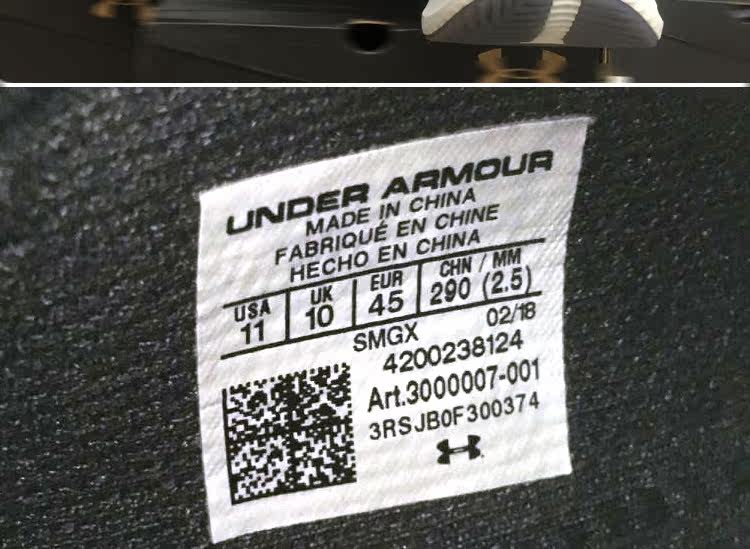 UNDER ARMOUR
MADE IN CHINA
FABRIQUÉ EN CHINE
HECHO EN CHINA
USA UK EUR CHN / MM
11 10 45 290 (2.5)
SMGX 02/18
4200238124
Art.3000007-001
3RSJB0F300374